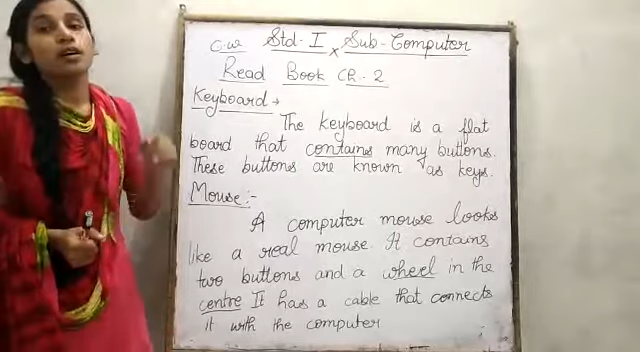 C.W Std-I Sub-Computer
Read Book Ch-2
Keyboard →
The keyboard is a flat
board that contains many buttons.
These buttons are known as keys.
Mouse:-
A computer mouse looks
like a real mouse. It contains
two buttons and a wheel in the
centre It has a cable that connects
it with the computer